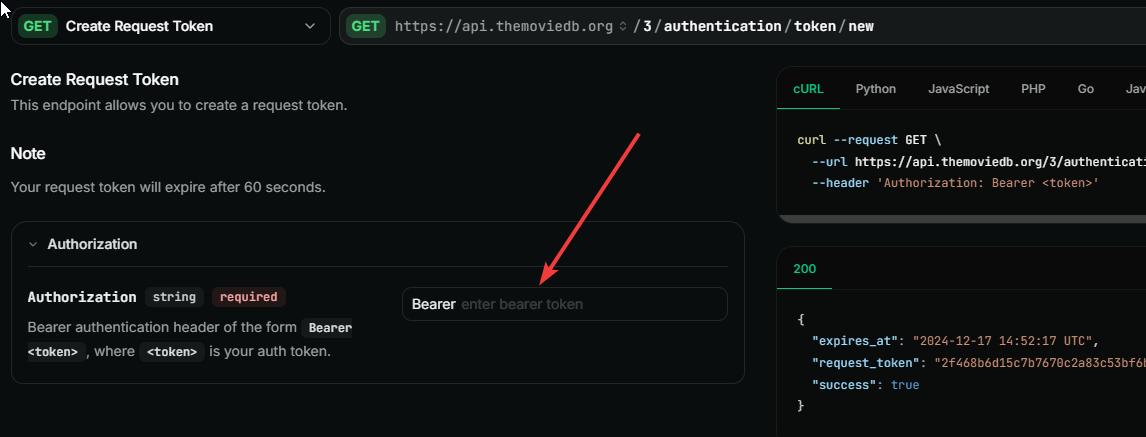 GET Create Request Token
GET https://api.themoviedb.org /3/authentication/token/new
Create Request Token
This endpoint allows you to create a request token.
Note
Your request token will expire after 60 seconds.
Authorization
Authorization string required
Bearer enter bearer token
Bearer authentication header of the form Bearer
<token>, where <token> is your auth token.
cURL Python JavaScript PHP Go
curl --request GET \
--url https://api.themoviedb.org/3/authenticati
--header 'Authorization: Bearer <token>'
200
{
"expires_at": "2024-12-17 14:52:17 UTC",
"request_token": "2f468b6d15c7b7670c2a83c53bf6
"success": true
}